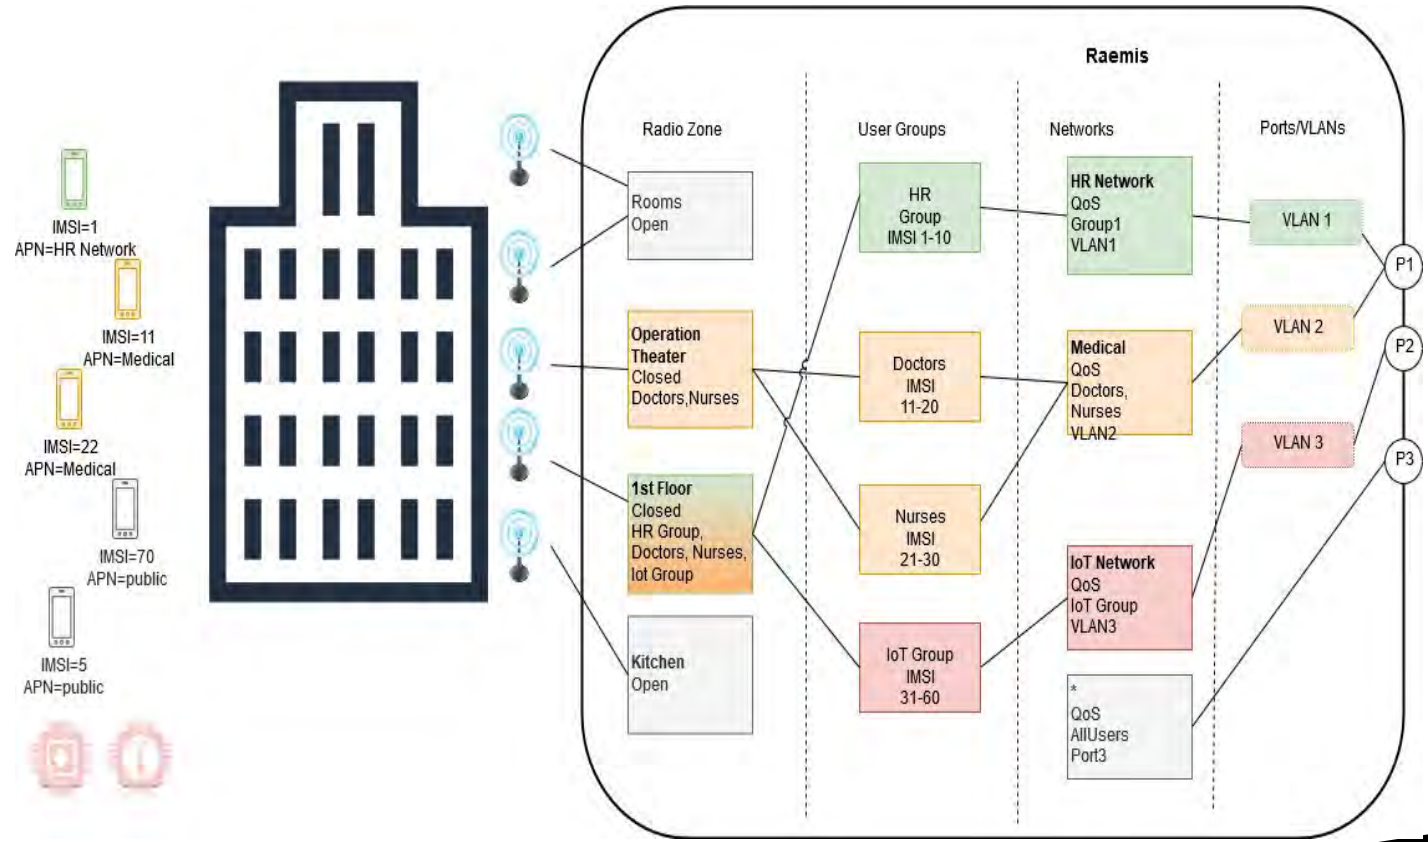 Raemis
Radio Zone
User Groups
Networks
Ports/VLANs
IMSI=1
APN=HR Network
IMSI=11
APN=Medical
IMSI=22
APN=Medical
IMSI=70
APN=public
IMSI=5
APN=public
Rooms
Open
Operation
Theater
Closed
Doctors,Nurses
1st Floor
Closed
HR Group,
Doctors, Nurses,
Iot Group
Kitchen
Open
HR
Group
IMSI 1-10
Doctors
IMSI
11-20
Nurses
IMSI
21-30
IoT Group
IMSI
31-60
HR Network
QoS
Group1
VLAN1
Medical
QoS
Doctors,
Nurses
VLAN2
IoT Network
QoS
IoT Group
VLAN3
*
QoS
AllUsers
Port3
VLAN 1
VLAN 2
VLAN 3
P1
P2
P3